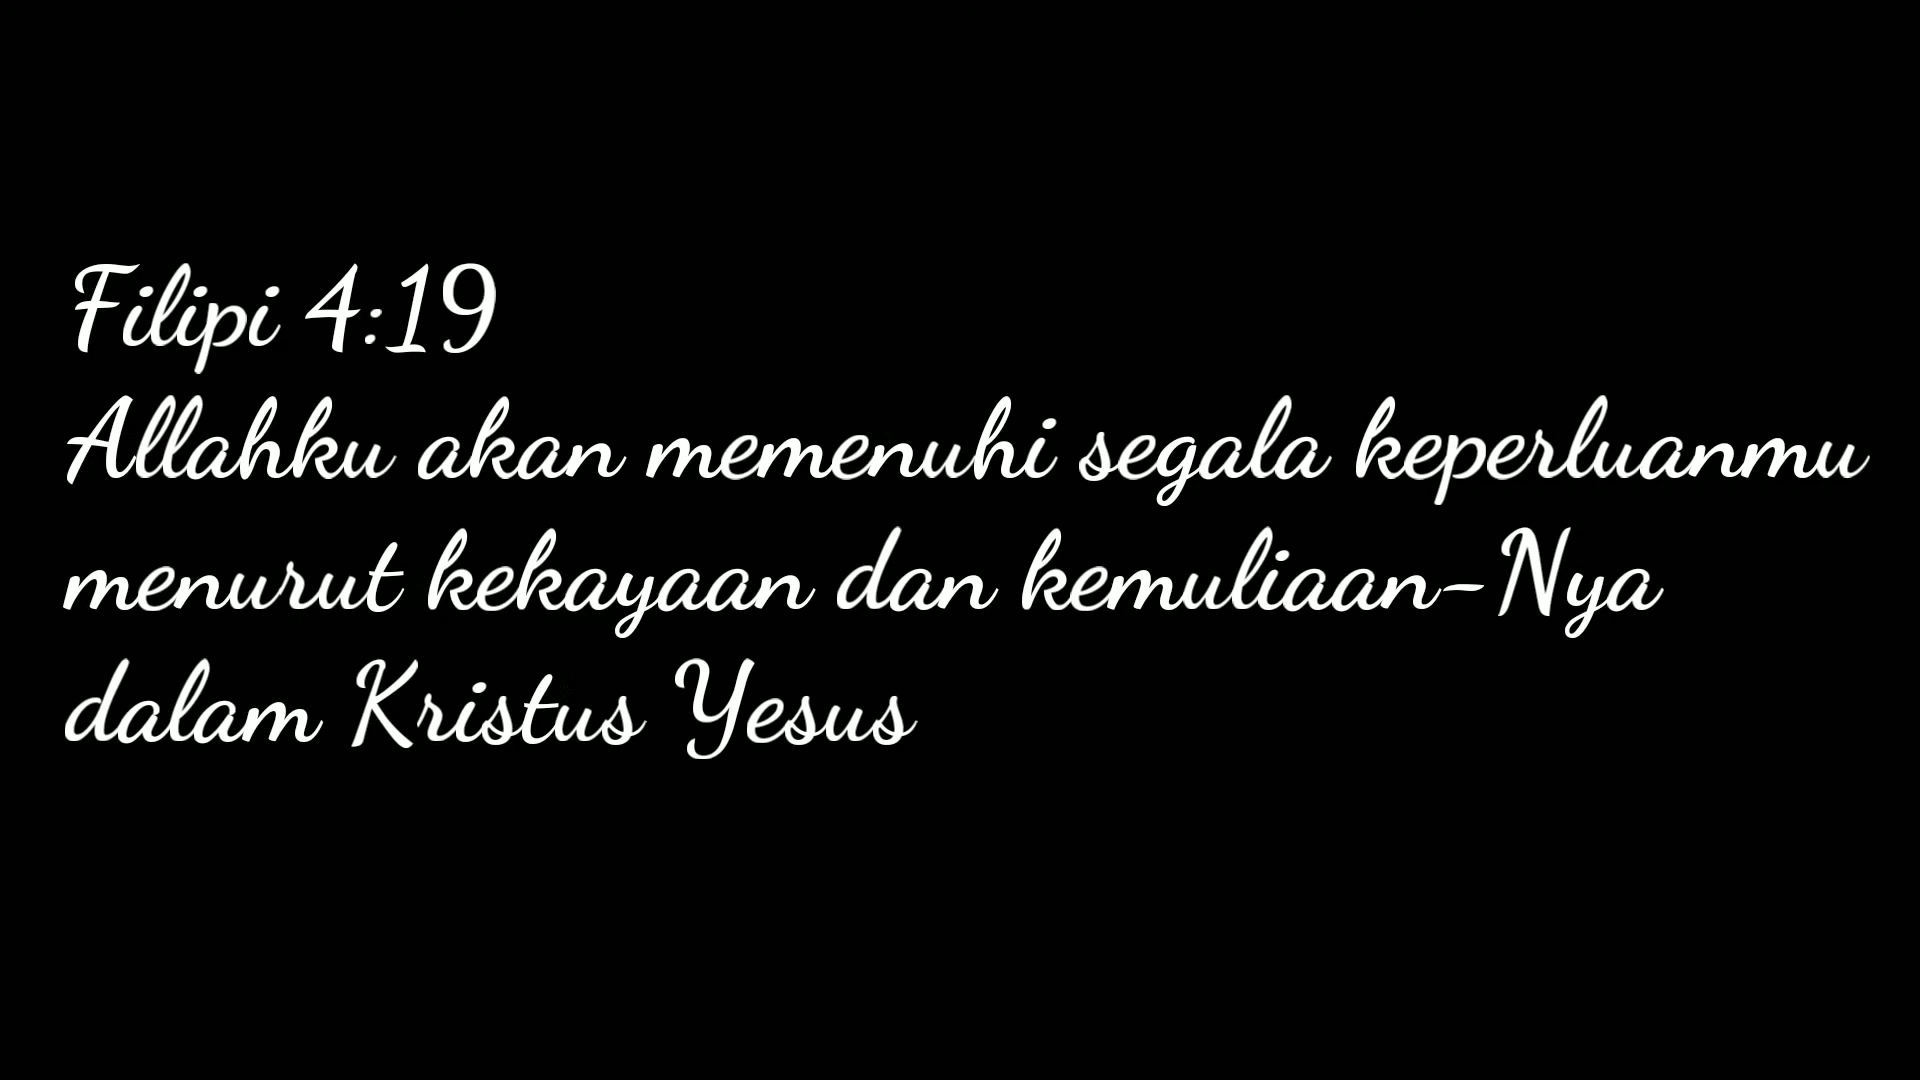 Filipi 4:19
Allahku akan memenuhi segala keperluanmu
menurut kekayaan dan kemuliaan-Nya
dalam Kristus Yesus